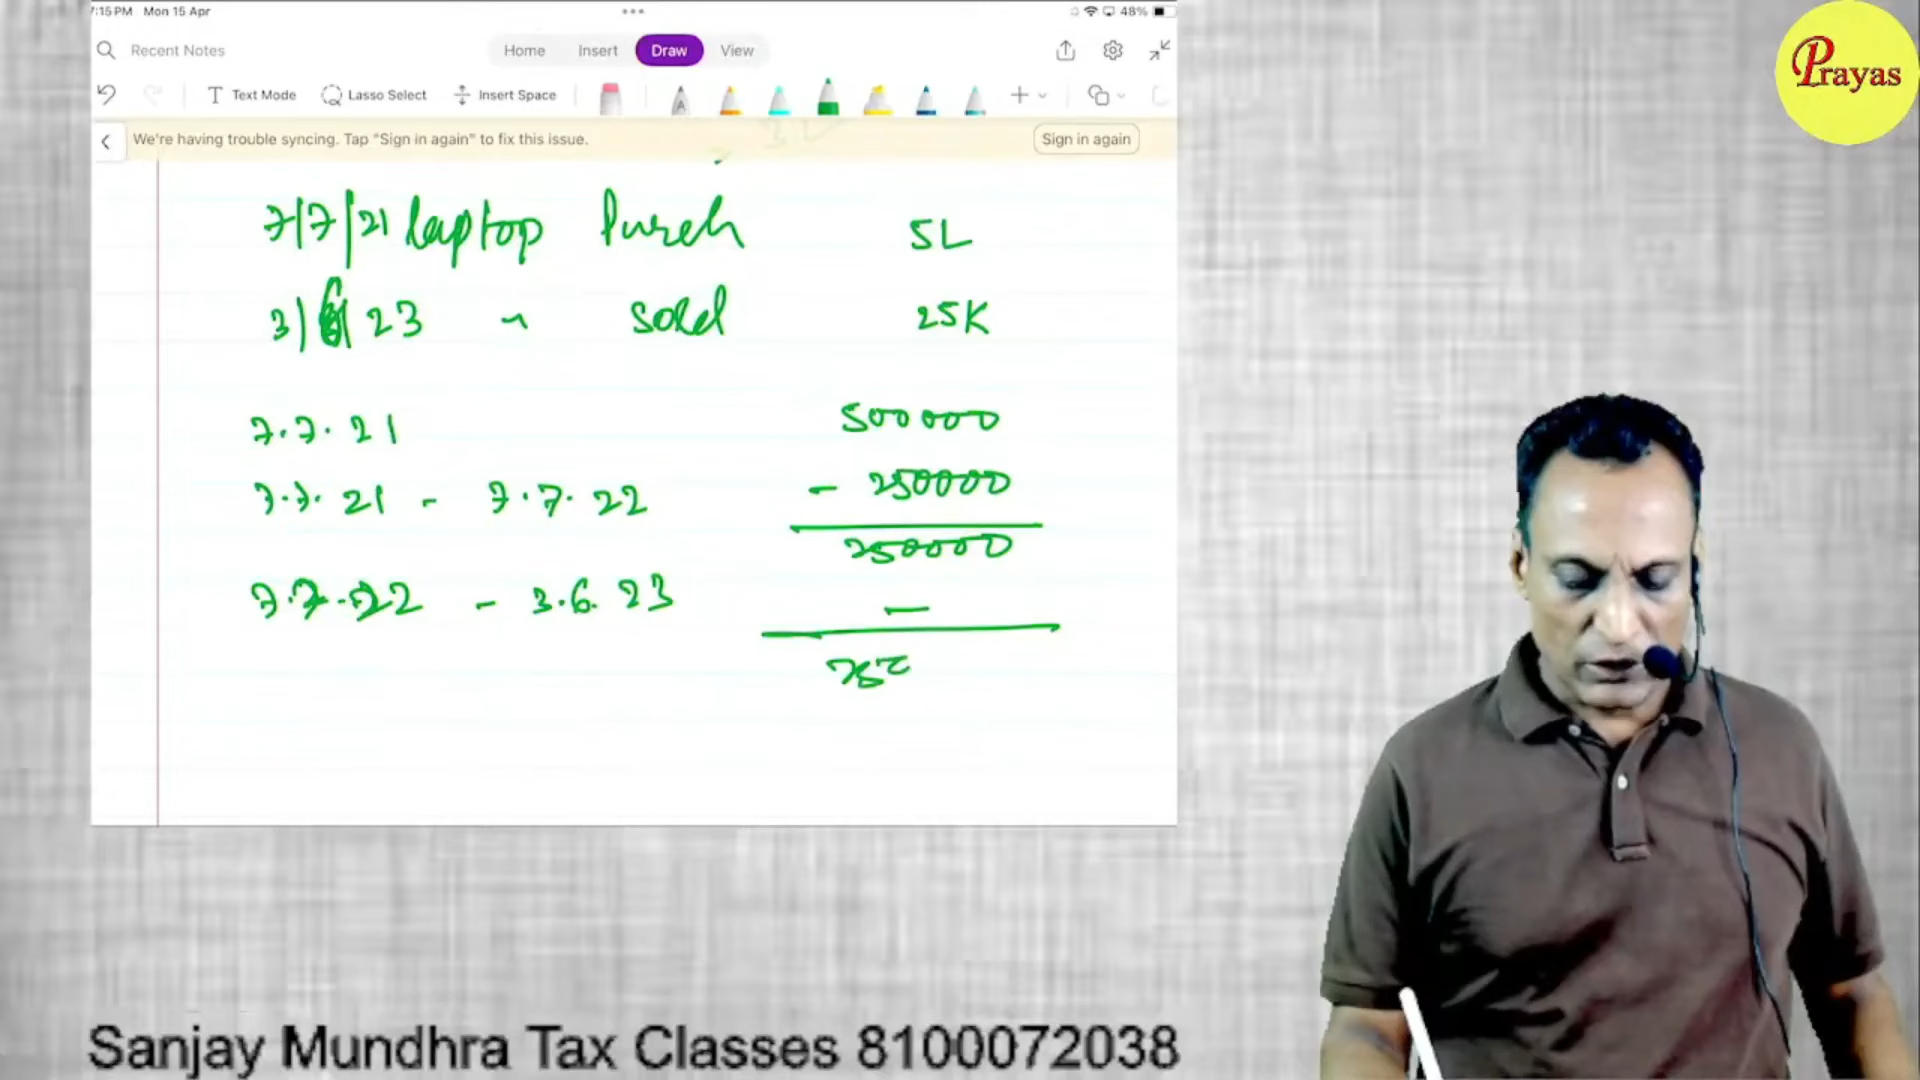 7:15 PM Mon 15 Apr 48%
Recent Notes Home Insert Draw View
Text Mode Lasso Select Insert Space
We're having trouble syncing. Tap "Sign in again" to fix this issue. Sign in again
Prayas
7/7/21 laptop Purch 5L
3/6/23 sold 25K
7.7.21 500000
7.7.21 - 7.7.22 - 250000
250000
7.7.22 - 3.6.23 —
Sanjay Mundhra Tax Classes 8100072038